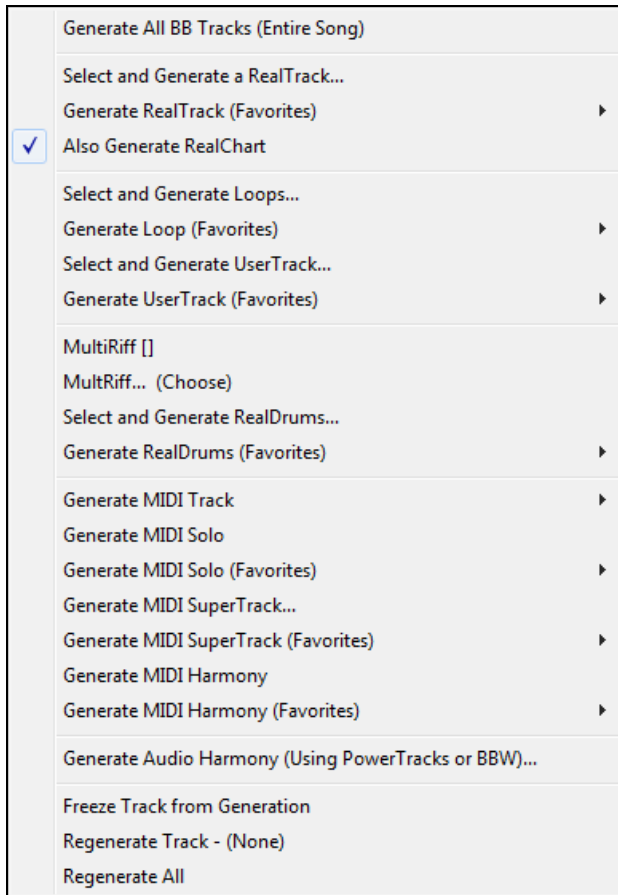 Generate All BB Tracks (Entire Song)
Select and Generate a RealTrack...
Generate RealTrack (Favorites)
Also Generate RealChart
Select and Generate Loops...
Generate Loop (Favorites)
Select and Generate UserTrack...
Generate UserTrack (Favorites)
MultiRiff []
MultRiff... (Choose)
Select and Generate RealDrums...
Generate RealDrums (Favorites)
Generate MIDI Track
Generate MIDI Solo
Generate MIDI Solo (Favorites)
Generate MIDI SuperTrack...
Generate MIDI SuperTrack (Favorites)
Generate MIDI Harmony
Generate MIDI Harmony (Favorites)
Generate Audio Harmony (Using PowerTracks or BBW)...
Freeze Track from Generation
Regenerate Track - (None)
Regenerate All